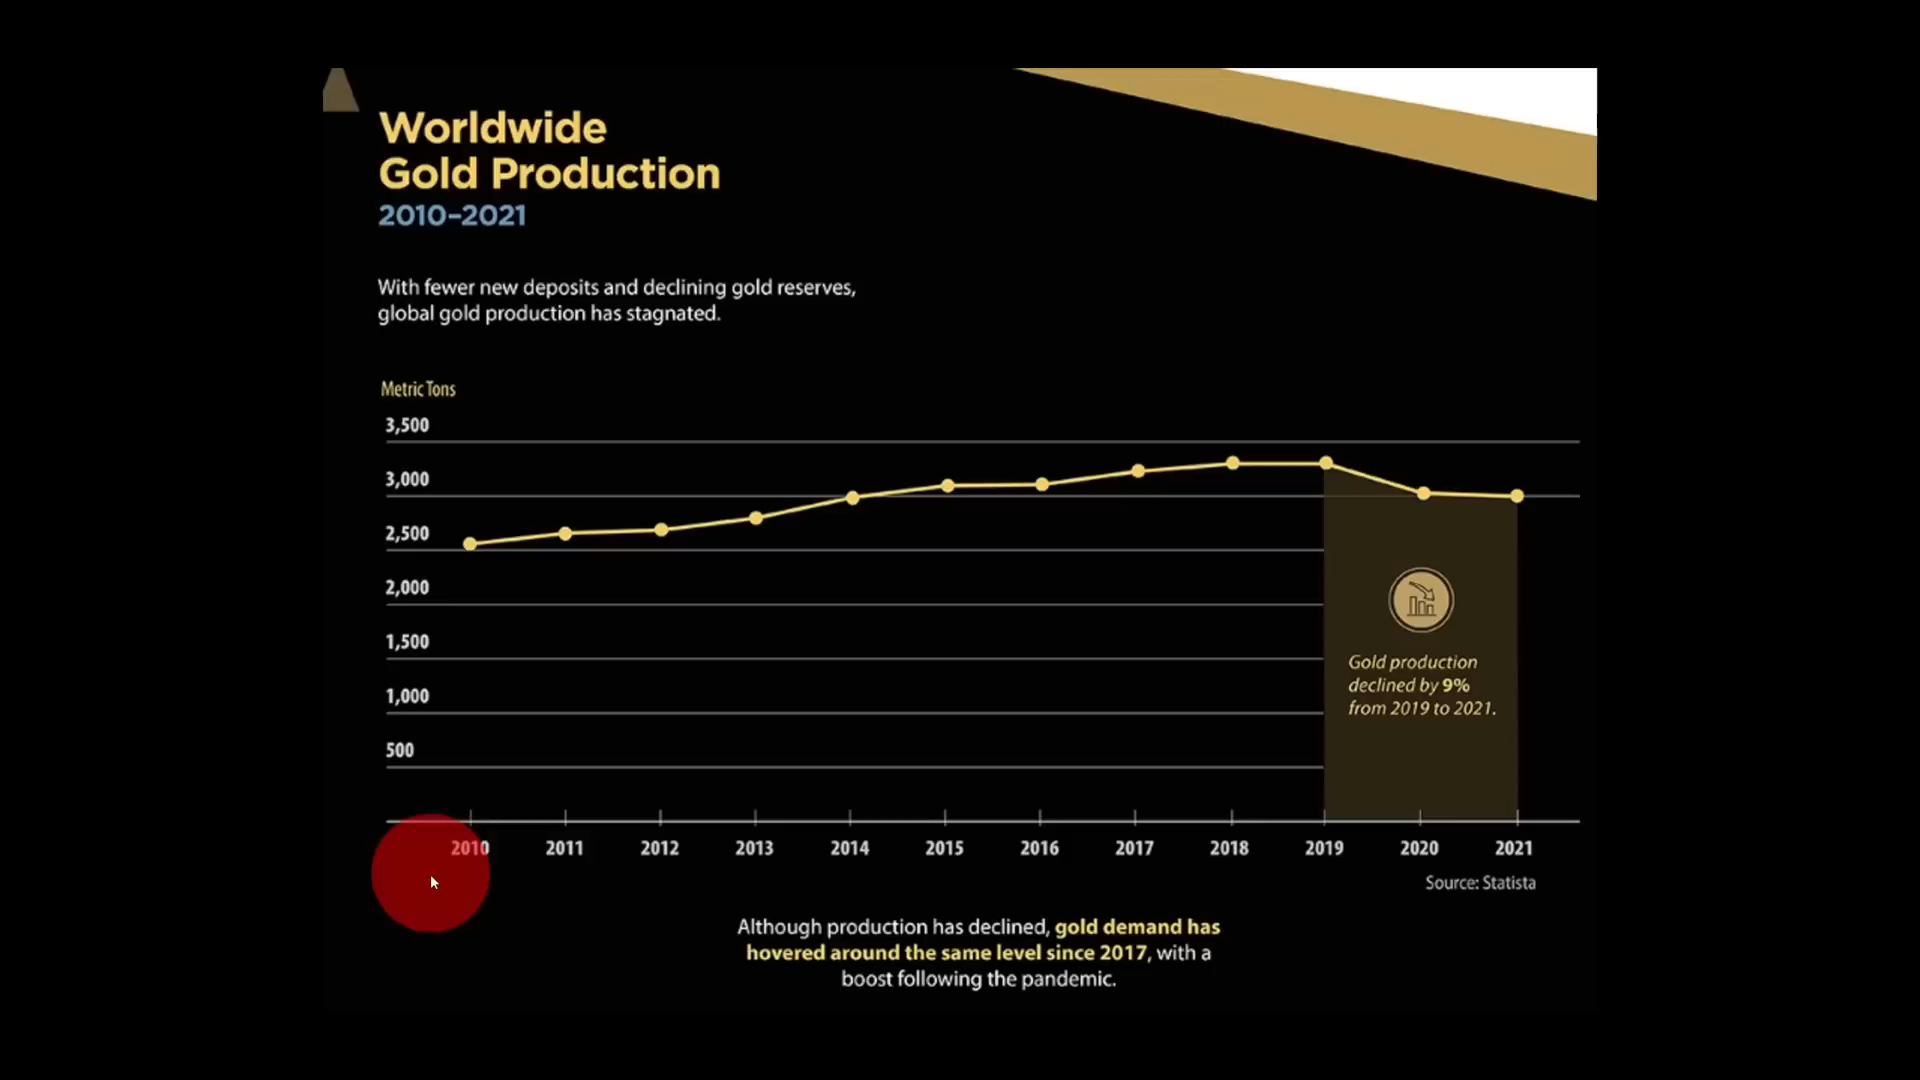 Worldwide
Gold Production
2010–2021
With fewer new deposits and declining gold reserves,
global gold production has stagnated.
Metric Tons
3,500
3,000
2,500
2,000
1,500
1,000
500
Gold production
declined by 9%
from 2019 to 2021.
2010 2011 2012 2013 2014 2015 2016 2017 2018 2019 2020 2021
Source: Statista
Although production has declined, gold demand has
hovered around the same level since 2017, with a
boost following the pandemic.